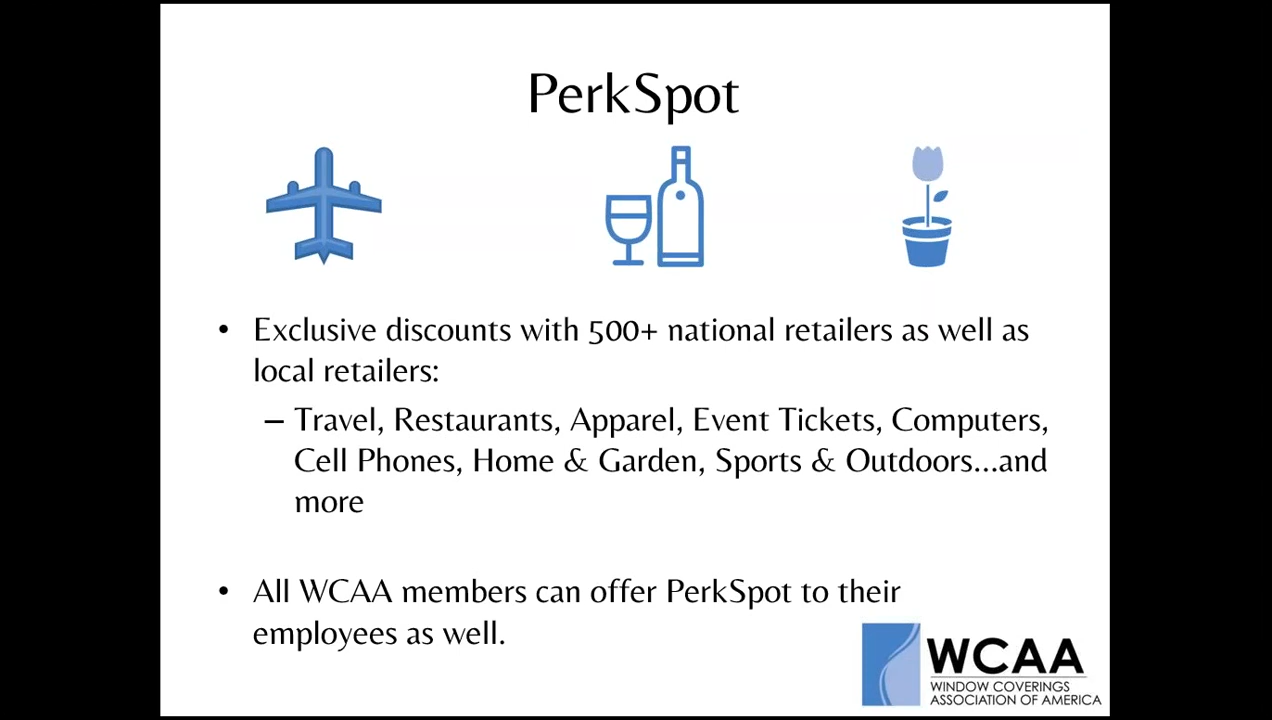 PerkSpot
• Exclusive discounts with 500+ national retailers as well as
local retailers:
– Travel, Restaurants, Apparel, Event Tickets, Computers,
Cell Phones, Home & Garden, Sports & Outdoors...and
more
• All WCAA members can offer PerkSpot to their
employees as well.
WCAA
WINDOW COVERINGS
ASSOCIATION OF AMERICA